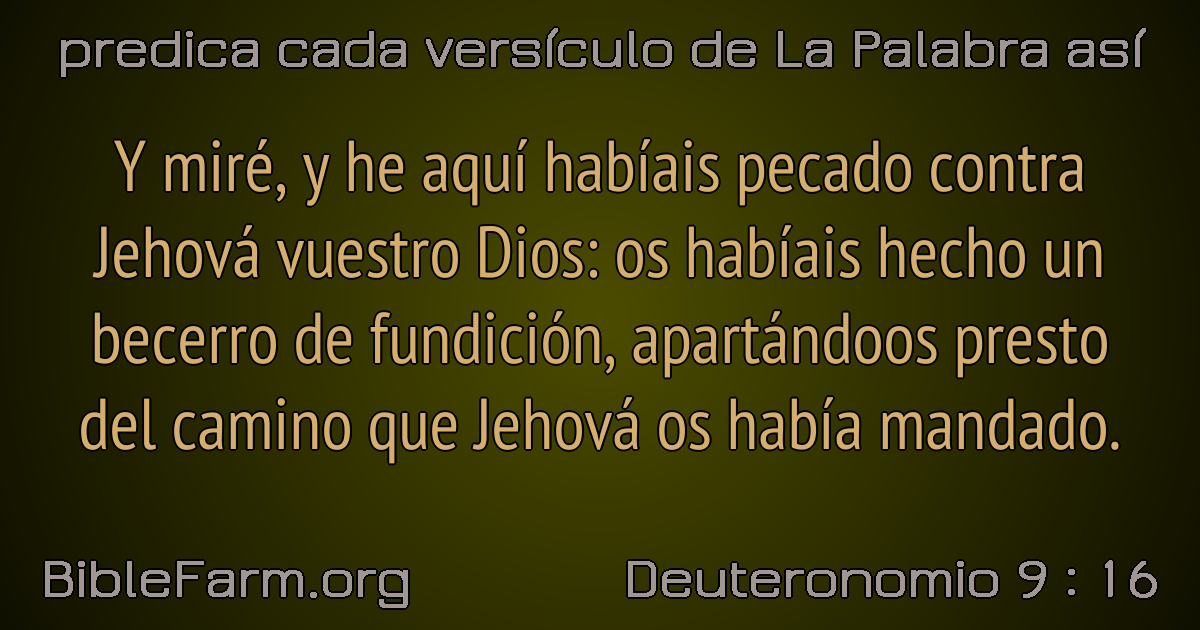 predica cada versículo de La Palabra así
Y miré, y he aquí habíais pecado contra
Jehová vuestro Dios: os habíais hecho un
becerro de fundición, apartándoos presto
del camino que Jehová os había mandado.
BibleFarm.org
Deuteronomio 9 : 16